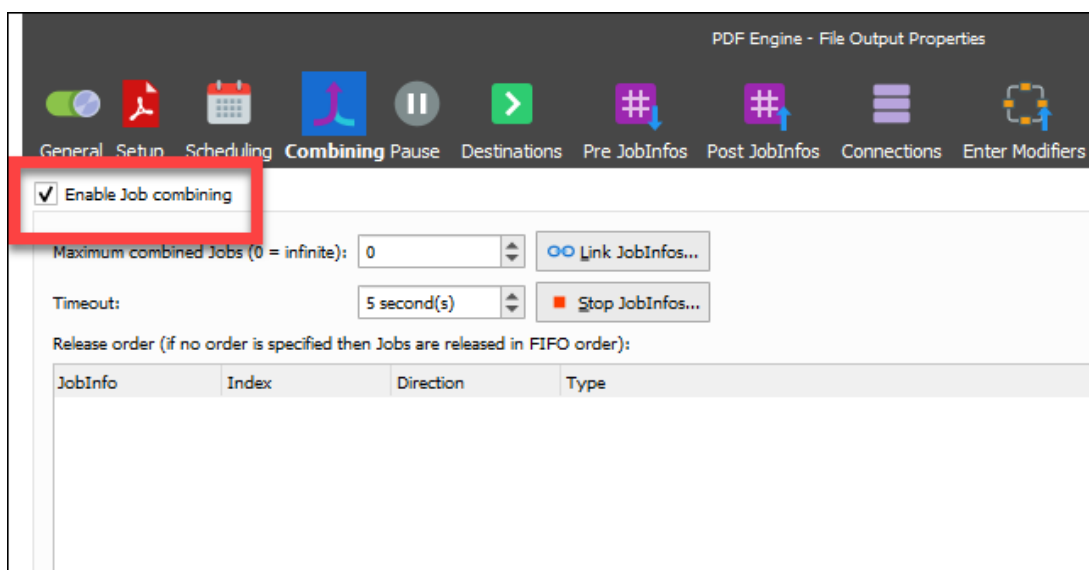 PDF Engine - File Output Properties
General Setup Scheduling Combining Pause Destinations Pre JobInfos Post JobInfos Connections Enter Modifiers
Enable Job combining
Maximum combined Jobs (0 = infinite): 0 Link JobInfos...
Timeout: 5 second(s) Stop JobInfos...
Release order (if no order is specified then Jobs are released in FIFO order):
JobInfo Index Direction Type